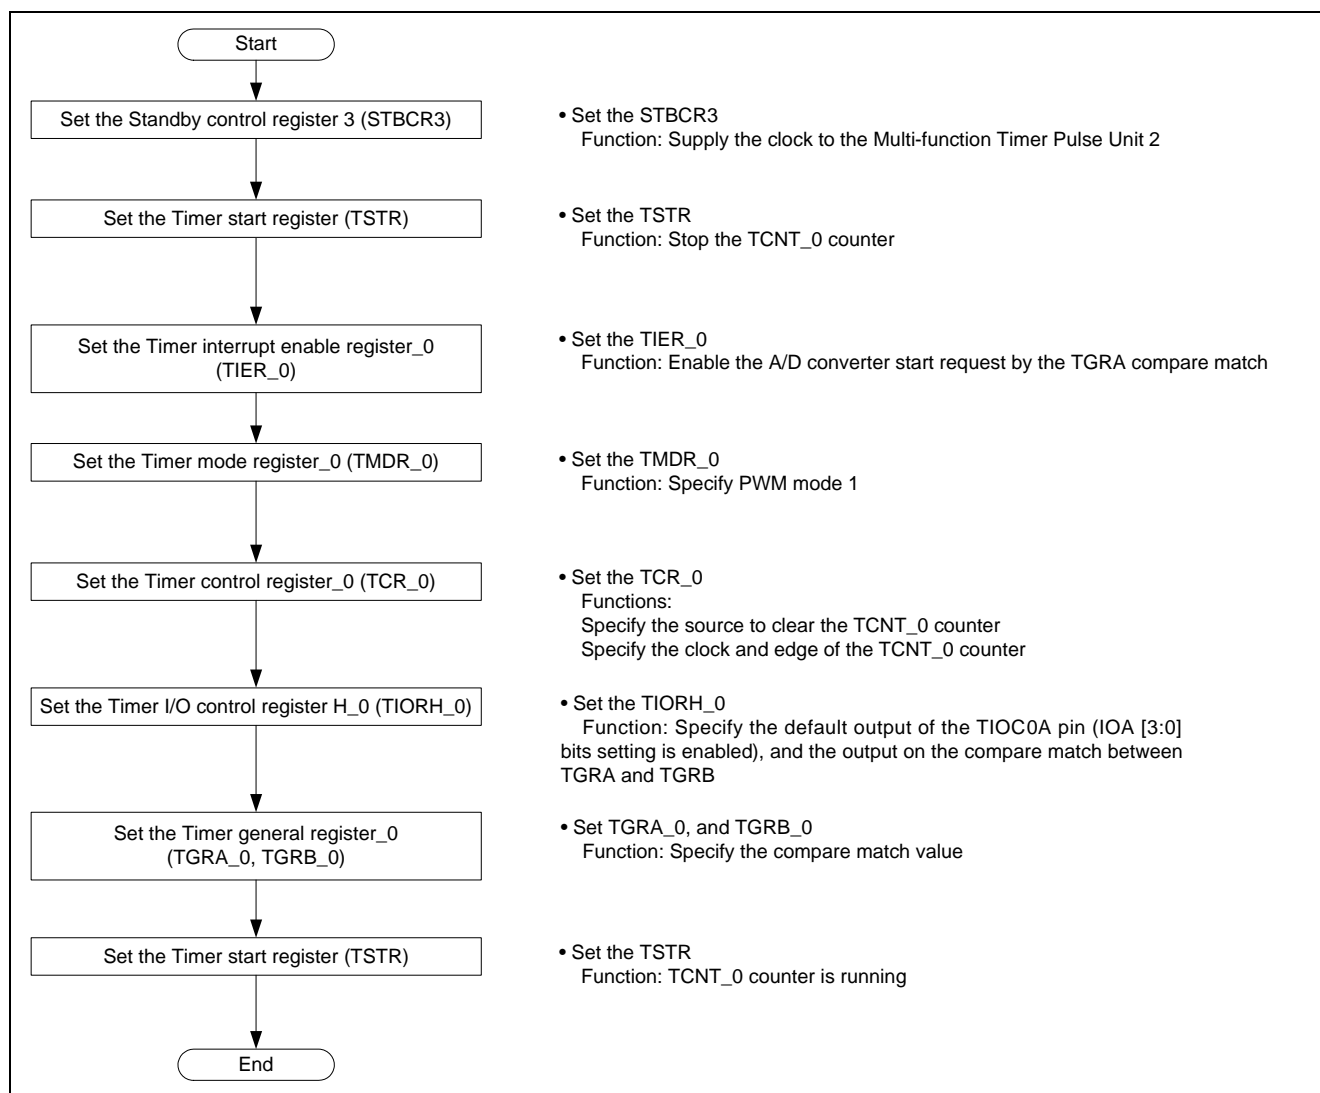 Start
Set the Standby control register 3 (STBCR3)
• Set the STBCR3
Function: Supply the clock to the Multi-function Timer Pulse Unit 2
Set the Timer start register (TSTR)
• Set the TSTR
Function: Stop the TCNT_0 counter
Set the Timer interrupt enable register_0
(TIER_0)
• Set the TIER_0
Function: Enable the A/D converter start request by the TGRA compare match
Set the Timer mode register_0 (TMDR_0)
• Set the TMDR_0
Function: Specify PWM mode 1
Set the Timer control register_0 (TCR_0)
• Set the TCR_0
Functions:
Specify the source to clear the TCNT_0 counter
Specify the clock and edge of the TCNT_0 counter
Set the Timer I/O control register H_0 (TIORH_0)
• Set the TIORH_0
Function: Specify the default output of the TIOC0A pin (IOA [3:0]
bits setting is enabled), and the output on the compare match between
TGRA and TGRB
Set the Timer general register_0
(TGRA_0, TGRB_0)
• Set TGRA_0, and TGRB_0
Function: Specify the compare match value
Set the Timer start register (TSTR)
• Set the TSTR
Function: TCNT_0 counter is running
End